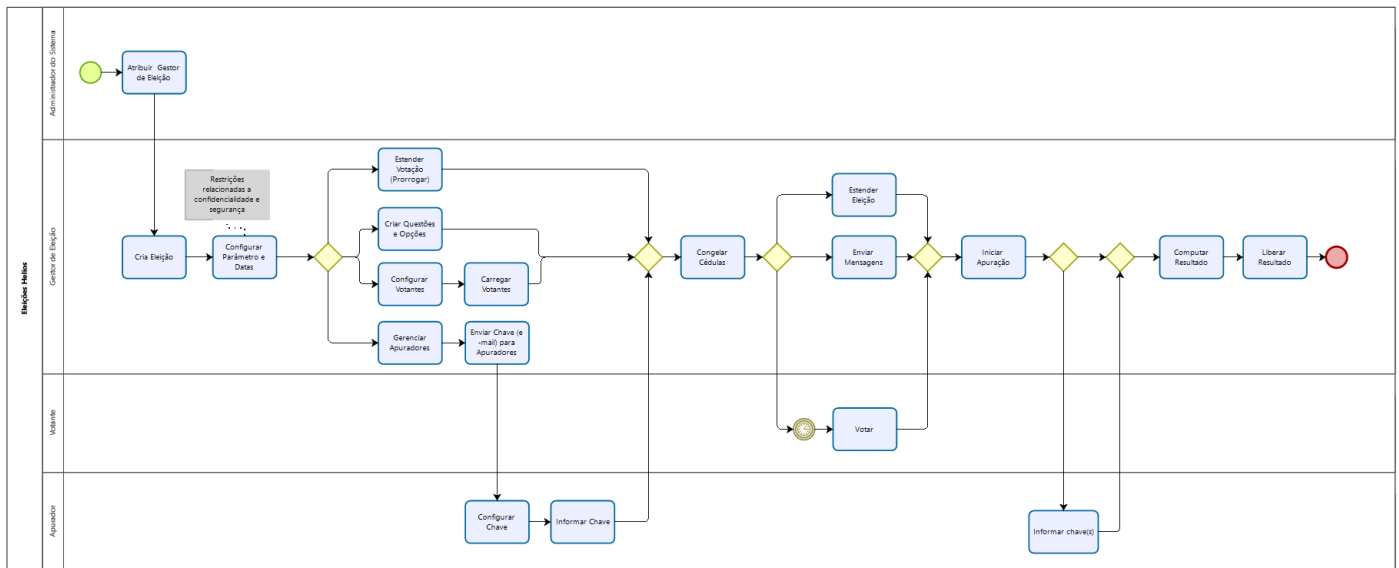 Eleições Helios
Administrador do Sistema
Atribuir Gestor
de Eleição
Gestor de Eleição
Restrições
relacionadas a
confidencialidade e
segurança
Cria Eleição
Configurar
Parâmetro e
Datas
Estender
Votação
(Prorrogar)
Criar Questões
e Opções
Configurar
Votantes
Carregar
Votantes
Gerenciar
Apuradores
Enviar Chave (e
-mail) para
Apuradores
Congelar
Cédulas
Estender
Eleição
Enviar
Mensagens
Iniciar
Apuração
Computar
Resultado
Liberar
Resultado
Votante
Votar
Apurador
Configurar
Chave
Informar Chave
Informar chave(s)